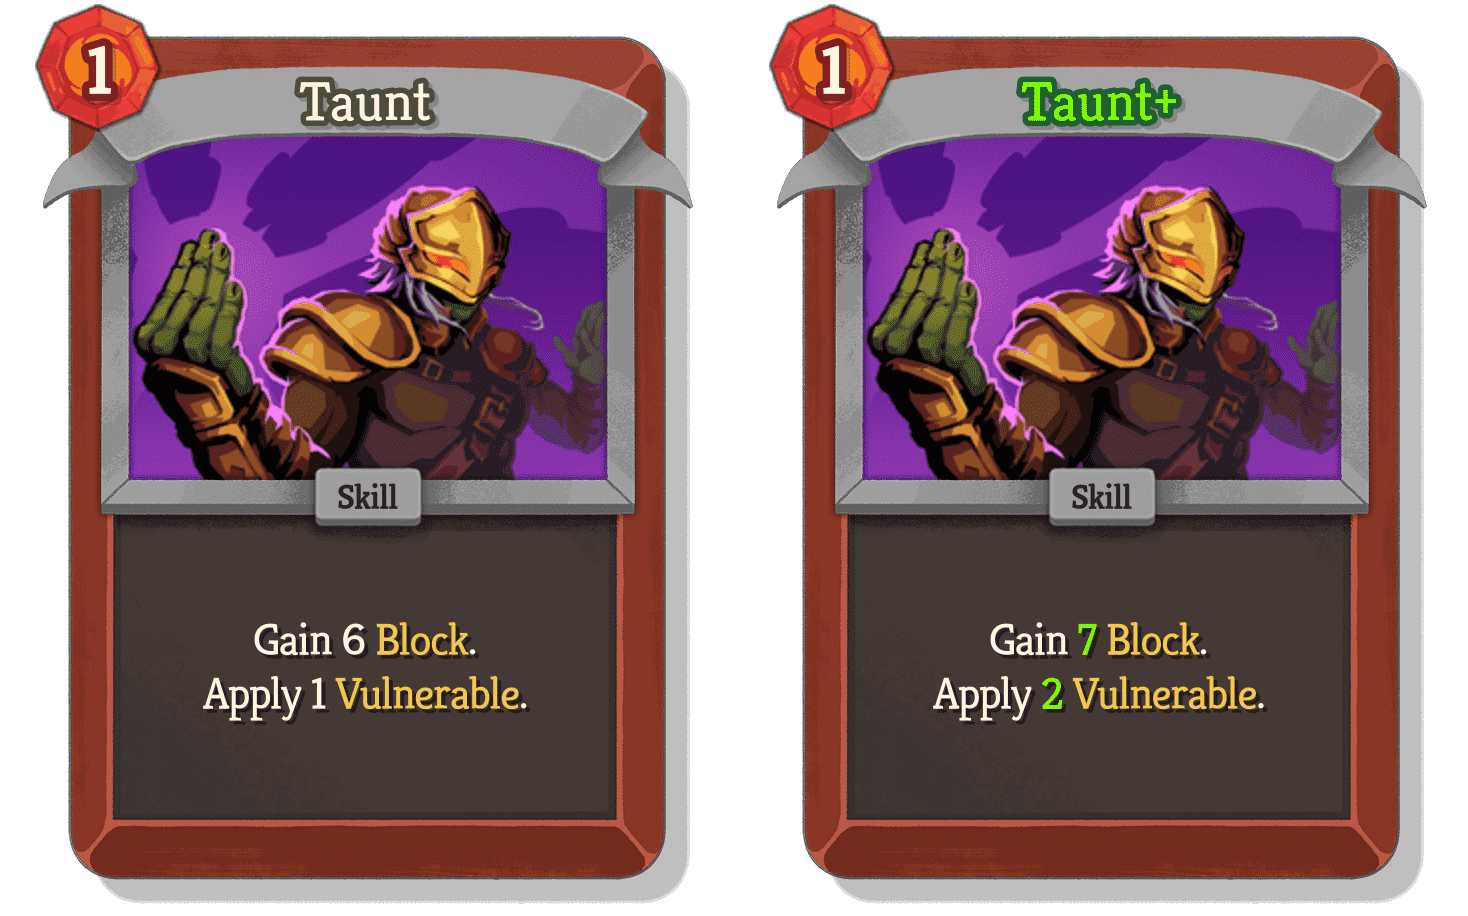 1
Taunt
Skill
Gain 6 Block.
Apply 1 Vulnerable.
1
Taunt+
Skill
Gain 7 Block.
Apply 2 Vulnerable.